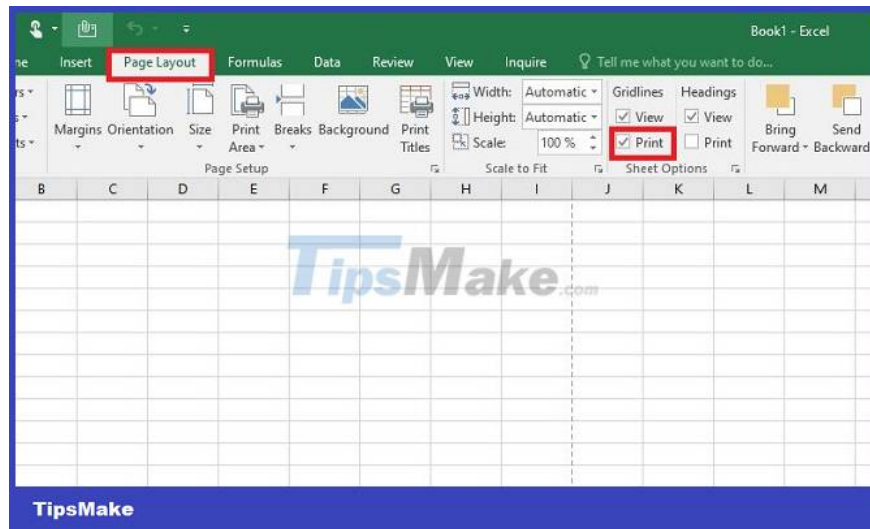 Book1 - Excel
ne Insert Page Layout Formulas Data Review View Inquire Tell me what you want to do...
rs
s
ts
Margins Orientation Size Print Area Breaks Background Print Titles
Page Setup
Width: Automatic
Height: Automatic
Scale: 100 %
Scale to Fit
Gridlines Headings
View View
Print Print
Sheet Options
Bring Forward Send Backward
B C D E F G H I J K L M
TipsMake.com
TipsMake